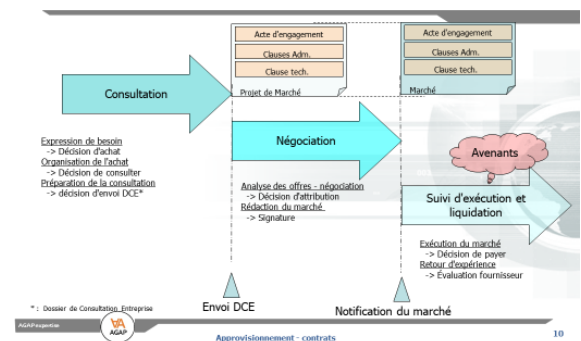 Acte d'engagement
Clauses Adm.
Clause tech.
Projet de Marché
Acte d'engagement
Clauses Adm.
Clause tech.
Marché
Consultation
Négociation
Avenants
Suivi d'exécution et
liquidation
Expression de besoin
-> Décision d'achat
Organisation de l'achat
-> Décision de consulter
Préparation de la consultation
-> décision d'envoi DCE*
Analyse des offres - négociation
-> Décision d'attribution
Rédaction du marché
-> Signature
Exécution du marché
-> Décision de payer
Retour d'expérience
-> Évaluation fournisseur
* : Dossier de Consultation Entreprise
Envoi DCE
Notification du marché
AGAP expertise
AGAP
Approvisionnement - contrats
10